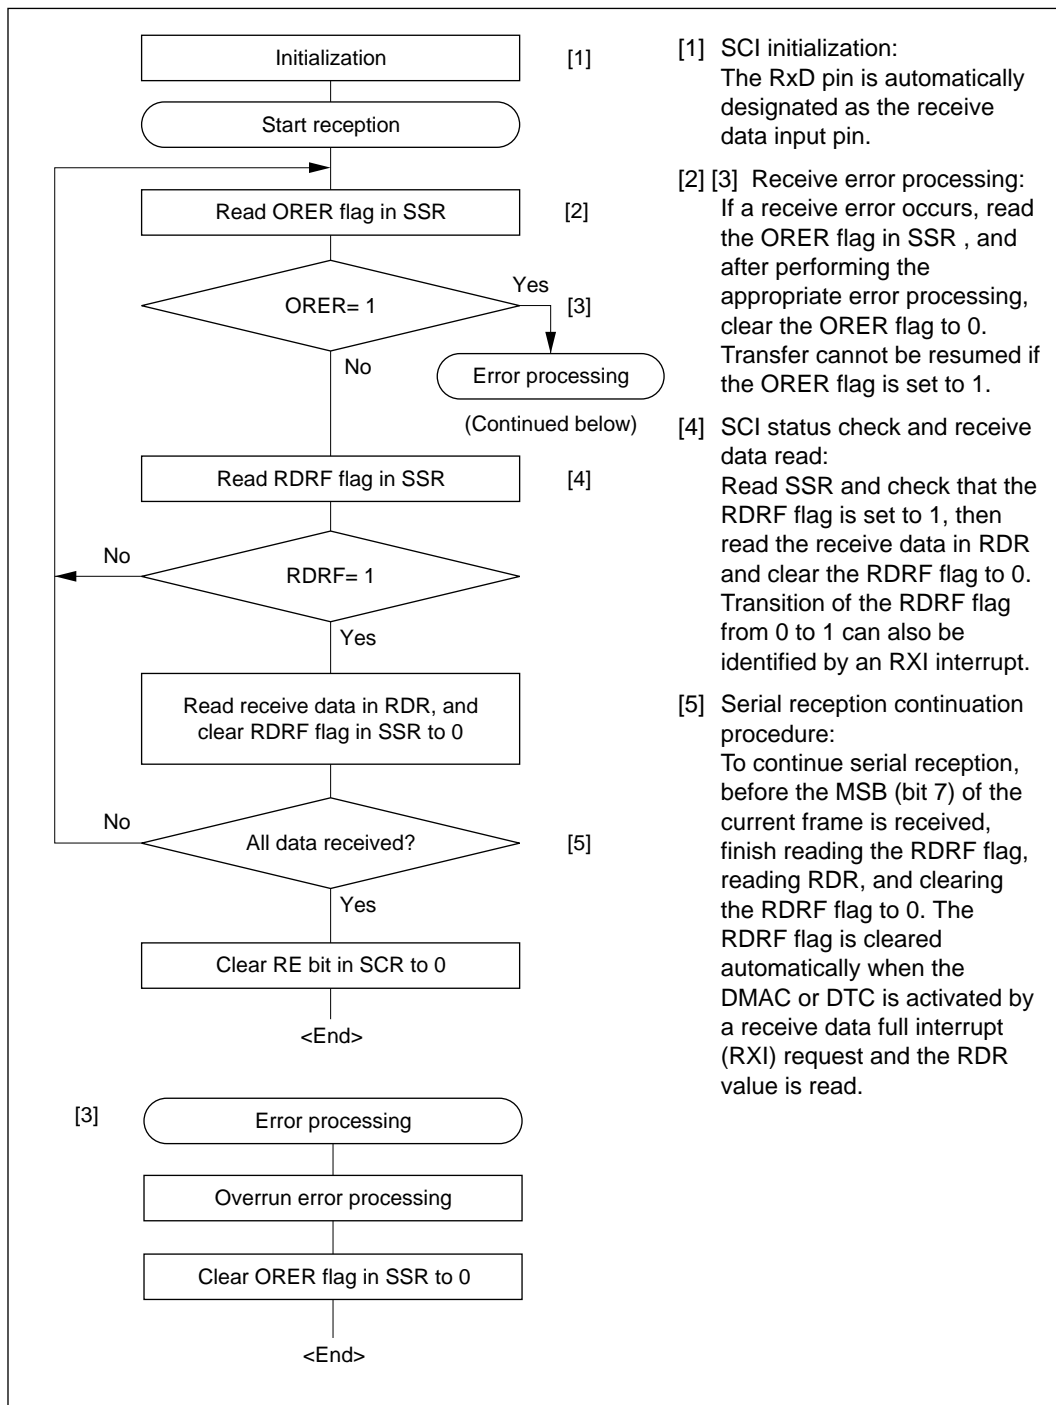 Initialization
[1]
Start reception
Read ORER flag in SSR
[2]
ORER= 1
Yes
[3]
No
Error processing
(Continued below)
Read RDRF flag in SSR
[4]
No
RDRF= 1
Yes
Read receive data in RDR, and
clear RDRF flag in SSR to 0
No
All data received?
[5]
Yes
Clear RE bit in SCR to 0
<End>
[3]
Error processing
Overrun error processing
Clear ORER flag in SSR to 0
<End>
[1] SCI initialization:
The RxD pin is automatically
designated as the receive
data input pin.
[2] [3] Receive error processing:
If a receive error occurs, read
the ORER flag in SSR , and
after performing the
appropriate error processing,
clear the ORER flag to 0.
Transfer cannot be resumed if
the ORER flag is set to 1.
[4] SCI status check and receive
data read:
Read SSR and check that the
RDRF flag is set to 1, then
read the receive data in RDR
and clear the RDRF flag to 0.
Transition of the RDRF flag
from 0 to 1 can also be
identified by an RXI interrupt.
[5] Serial reception continuation
procedure:
To continue serial reception,
before the MSB (bit 7) of the
current frame is received,
finish reading the RDRF flag,
reading RDR, and clearing
the RDRF flag to 0. The
RDRF flag is cleared
automatically when the
DMAC or DTC is activated by
a receive data full interrupt
(RXI) request and the RDR
value is read.